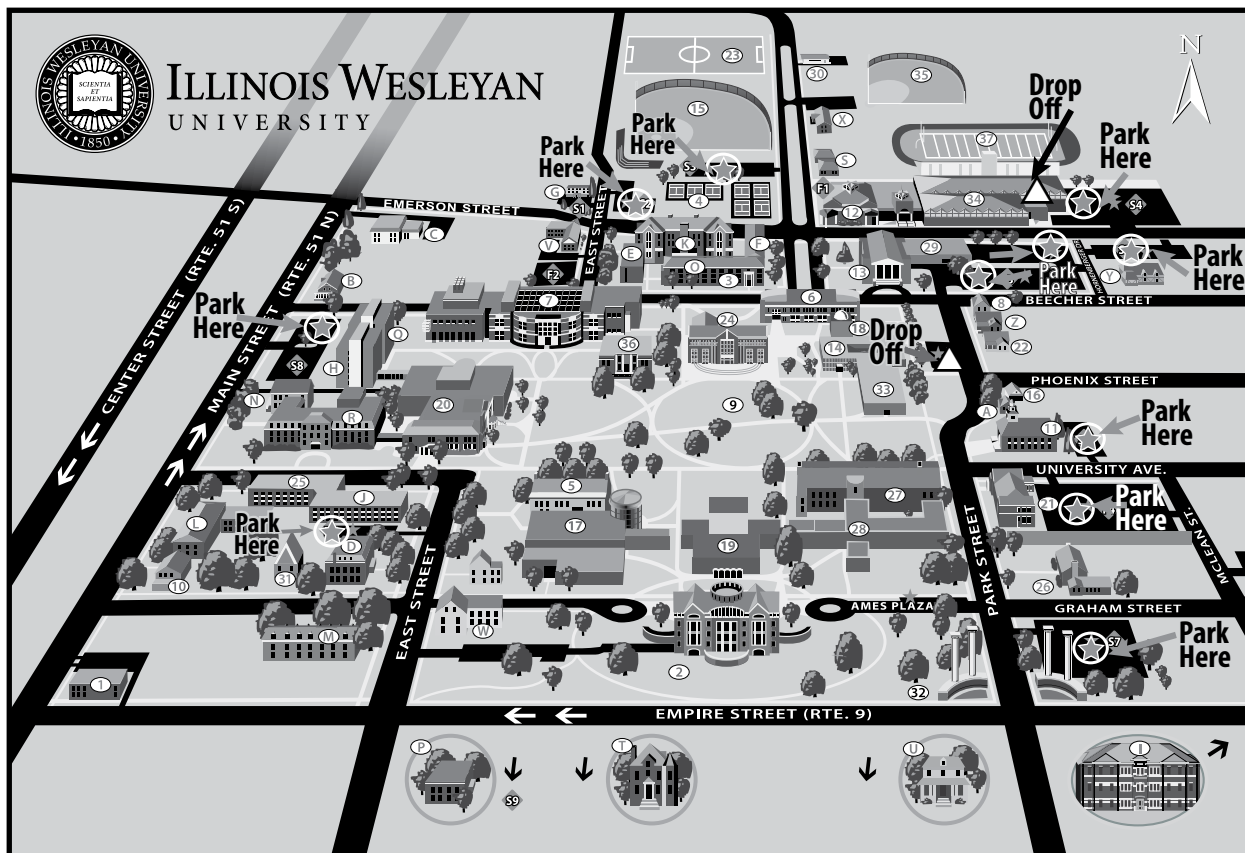 ILLINOIS WESLEYAN UNIVERSITY
SCIENTIA
ET
SAPIENTIA
• 1850 •
ILLINOIS WESLEYAN
UNIVERSITY
N
23
30
35
15
X
37
Drop
Off
Park
Here
Park
Here
Park
Here
S
G
S1
4
F1
12
34
S4
EMERSON STREET
C
V
EAST STREET
E
K
F
O
3
13
29
Park
Here
Y
Park
Here
F2
B
7
6
BEECHER STREET
CENTER STREET (RTE. 51 S)
MAIN STREET (RTE. 51 N)
Park
Here
Q
H
S8
36
24
18
14
Drop
Off
8
Z
22
33
PHOENIX STREET
N
R
20
9
A
16
11
Park
Here
UNIVERSITY AVE.
25
J
L
Park
Here
D
31
10
5
17
27
28
19
21
Park
Here
MCLEAN ST.
26
EAST STREET
PARK STREET
AMES PLAZA
GRAHAM STREET
M
W
2
32
S7
Park
Here
1
EMPIRE STREET (RTE. 9)
P
S9
T
U
I